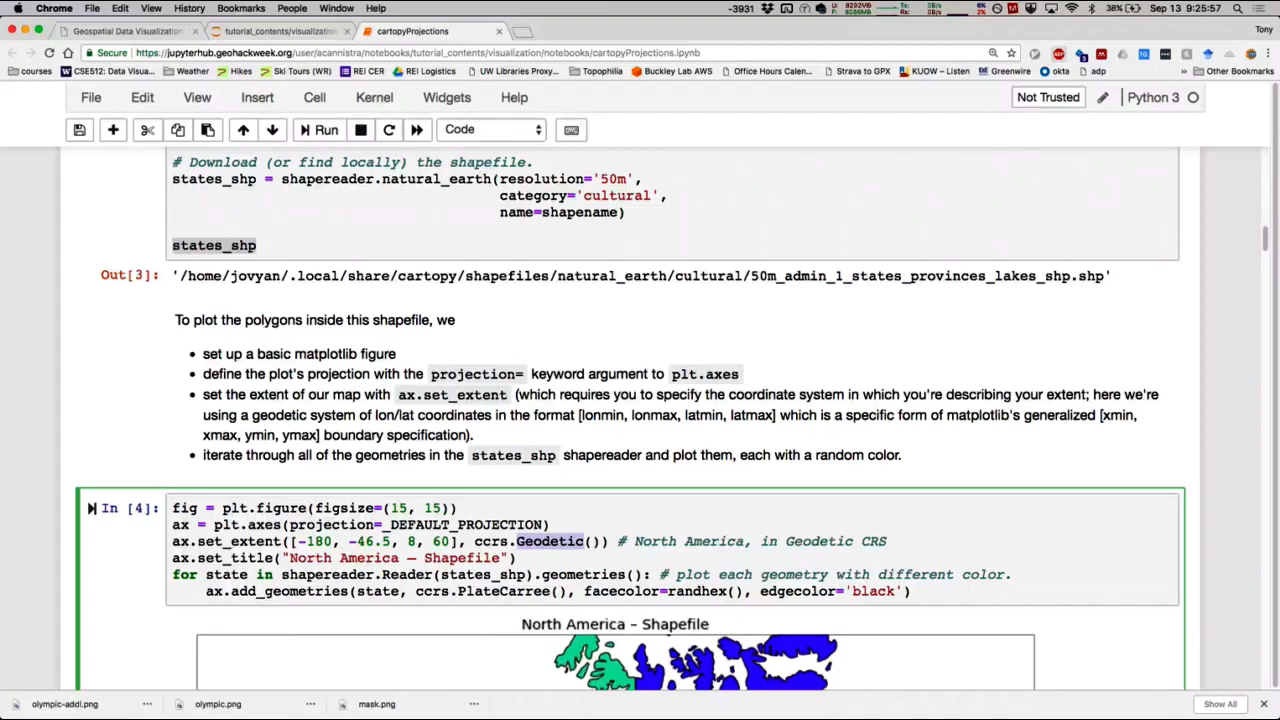 Chrome File Edit View History Bookmarks People Window Help -3931 38% Sep 13 9:25:57
Geospatial Data Visualization tutorial_contents/visualization cartopyProjections Tony
Secure https://jupyterhub.geohackweek.org/user/acannistra/notebooks/tutorial_contents/visualization/notebooks/cartopyProjections.ipynb
courses CSE512: Data Visua... Weather Hikes Ski Tours (WR) REI CER REI Logistics UW Libraries Proxy... Topophilia Buckley Lab AWS Office Hours Calen... Strava to GPX KUOW – Listen Greenwire okta adp » Other Bookmarks
File Edit View Insert Cell Kernel Widgets Help Not Trusted Python 3
Run Code
# Download (or find locally) the shapefile.
states_shp = shapereader.natural_earth(resolution='50m',
category='cultural',
name=shapename)
states_shp
Out[3]: '/home/jovyan/.local/share/cartopy/shapefiles/natural_earth/cultural/50m_admin_1_states_provinces_lakes_shp.shp'
To plot the polygons inside this shapefile, we
• set up a basic matplotlib figure
• define the plot's projection with the projection= keyword argument to plt.axes
• set the extent of our map with ax.set_extent (which requires you to specify the coordinate system in which you're describing your extent; here we're
using a geodetic system of lon/lat coordinates in the format [lonmin, lonmax, latmin, latmax] which is a specific form of matplotlib's generalized [xmin,
xmax, ymin, ymax] boundary specification).
• iterate through all of the geometries in the states_shp shapereader and plot them, each with a random color.
In [4]: fig = plt.figure(figsize=(15, 15))
ax = plt.axes(projection=_DEFAULT_PROJECTION)
ax.set_extent([-180, -46.5, 8, 60], ccrs.Geodetic()) # North America, in Geodetic CRS
ax.set_title("North America – Shapefile")
for state in shapereader.Reader(states_shp).geometries(): # plot each geometry with different color.
ax.add_geometries(state, ccrs.PlateCarree(), facecolor=randhex(), edgecolor='black')
North America – Shapefile
olympic-addl.png olympic.png mask.png Show All